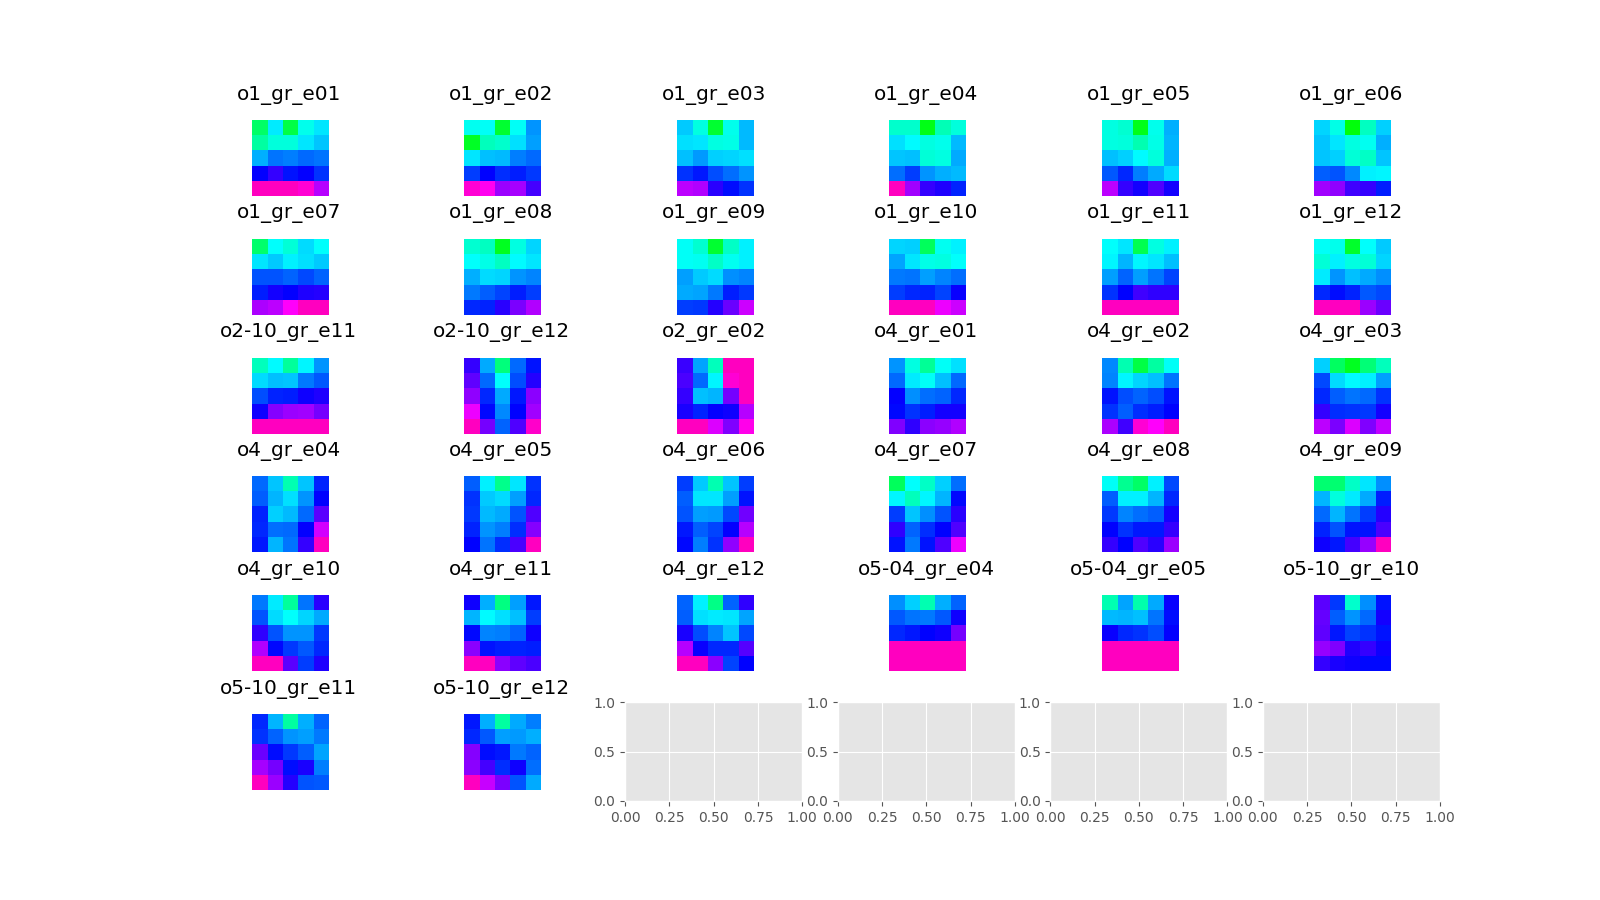 o1_gr_e01 o1_gr_e02 o1_gr_e03 o1_gr_e04 o1_gr_e05 o1_gr_e06
o1_gr_e07 o1_gr_e08 o1_gr_e09 o1_gr_e10 o1_gr_e11 o1_gr_e12
o2-10_gr_e11 o2-10_gr_e12 o2_gr_e02 o4_gr_e01 o4_gr_e02 o4_gr_e03
o4_gr_e04 o4_gr_e05 o4_gr_e06 o4_gr_e07 o4_gr_e08 o4_gr_e09
o4_gr_e10 o4_gr_e11 o4_gr_e12 o5-04_gr_e04 o5-04_gr_e05 o5-10_gr_e10
o5-10_gr_e11 o5-10_gr_e12
1.0 1.0 1.0 1.0
0.5 0.5 0.5 0.5
0.0 0.0 0.0 0.0
0.00 0.25 0.50 0.75 1.00 0.00 0.25 0.50 0.75 1.00 0.00 0.25 0.50 0.75 1.00 0.00 0.25 0.50 0.75 1.00